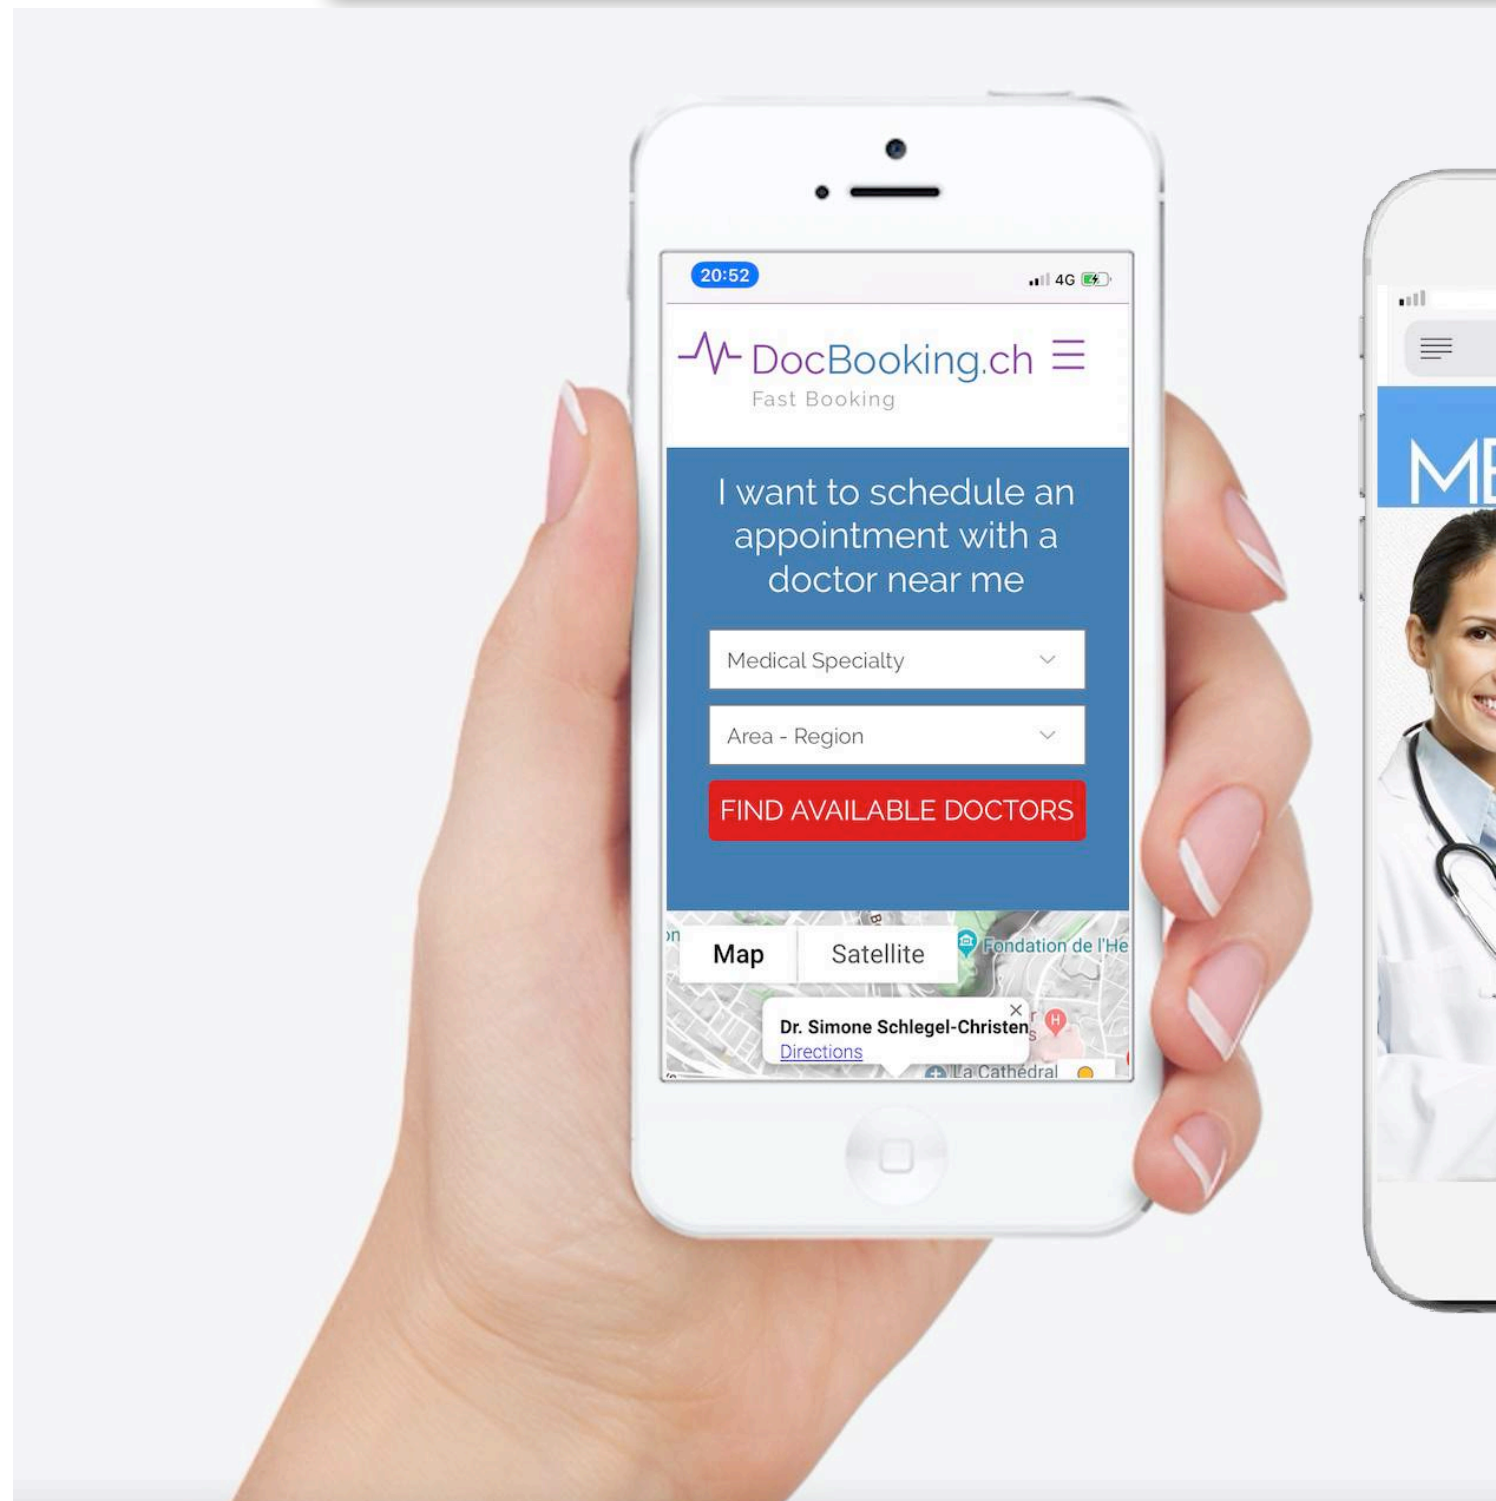 20:52
4G
DocBooking.ch
Fast Booking
I want to schedule an
appointment with a
doctor near me
Medical Specialty
Area - Region
FIND AVAILABLE DOCTORS
Map
Satellite
Fondation de l'He
Dr. Simone Schlegel-Christen
Directions
La Cathédral
H
ME